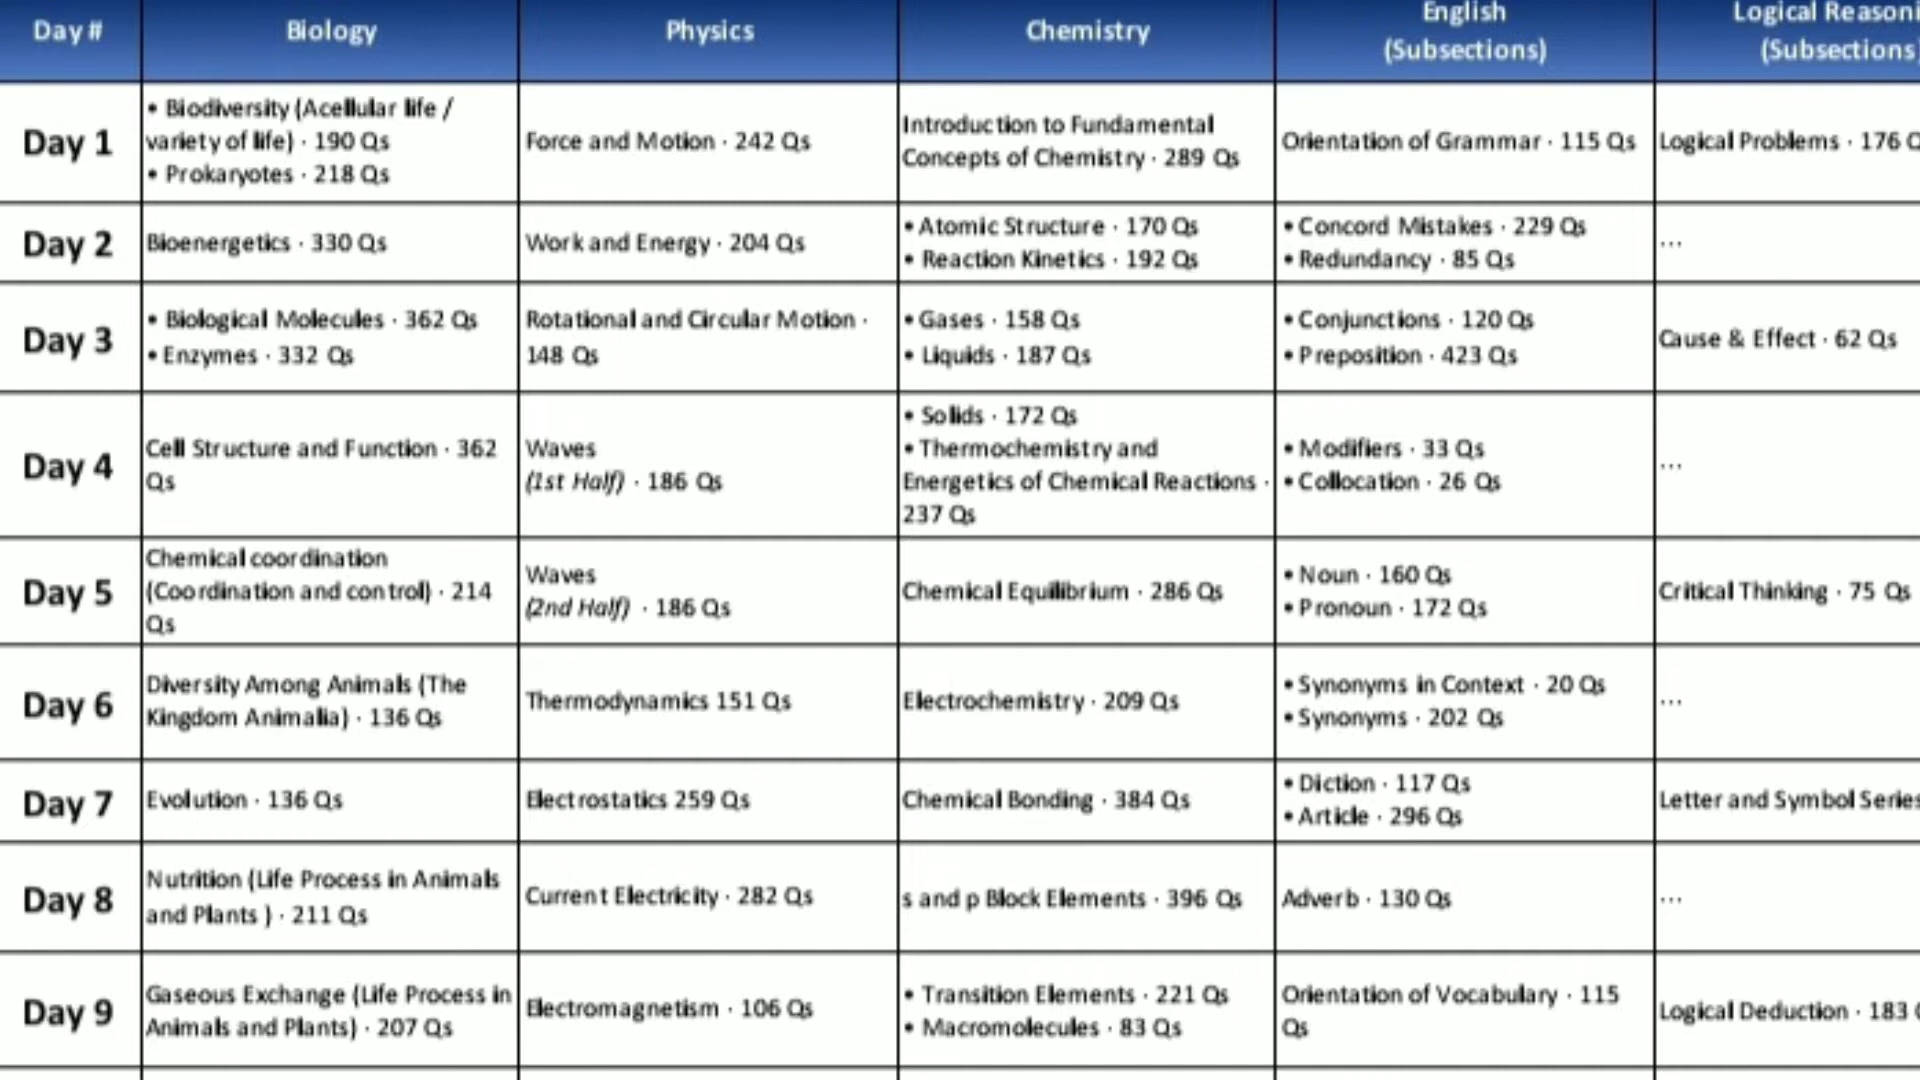 Day #
Biology
Physics
Chemistry
English
(Subsections)
Logical
(Subsections
Day 1
• Biodiversity (Acellular life /
variety of life) · 190 Qs
• Prokaryotes · 218 Qs
Force and Motion · 242 Qs
Introduction to Fundamental
Concepts of Chemistry · 289 Qs
Orientation of Grammar · 115 Qs
Logical Problems · 176
Day 2
Bioenergetics · 330 Qs
Work and Energy · 204 Qs
• Atomic Structure · 170 Qs
• Reaction Kinetics · 192 Qs
• Concord Mistakes · 229 Qs
• Redundancy · 85 Qs
...
Day 3
• Biological Molecules · 362 Qs
• Enzymes · 332 Qs
Rotational and Circular Motion ·
148 Qs
• Gases · 158 Qs
• Liquids · 187 Qs
• Conjunctions · 120 Qs
• Preposition · 423 Qs
Cause & Effect · 62 Qs
Day 4
Cell Structure and Function · 362
Qs
Waves
(1st Half) · 186 Qs
• Solids · 172 Qs
• Thermochemistry and
Energetics of Chemical Reactions ·
237 Qs
• Modifiers · 33 Qs
• Collocation · 26 Qs
...
Day 5
Chemical coordination
(Coordination and control) · 214
Qs
Waves
(2nd Half) · 186 Qs
Chemical Equilibrium · 286 Qs
• Noun · 160 Qs
• Pronoun · 172 Qs
Critical Thinking · 75 Qs
Day 6
Diversity Among Animals (The
Kingdom Animalia) · 136 Qs
Thermodynamics 151 Qs
Electrochemistry · 209 Qs
• Synonyms in Context · 20 Qs
• Synonyms · 202 Qs
...
Day 7
Evolution · 136 Qs
Electrostatics 259 Qs
Chemical Bonding · 384 Qs
• Diction · 117 Qs
• Article · 296 Qs
Letter and Symbol Series
Day 8
Nutrition (Life Process in Animals
and Plants ) · 211 Qs
Current Electricity · 282 Qs
s and p Block Elements · 396 Qs
Adverb · 130 Qs
...
Day 9
Gaseous Exchange (Life Process in
Animals and Plants) · 207 Qs
Electromagnetism · 106 Qs
• Transition Elements · 221 Qs
• Macromolecules · 83 Qs
Orientation of Vocabulary · 115
Qs
Logical Deduction · 183